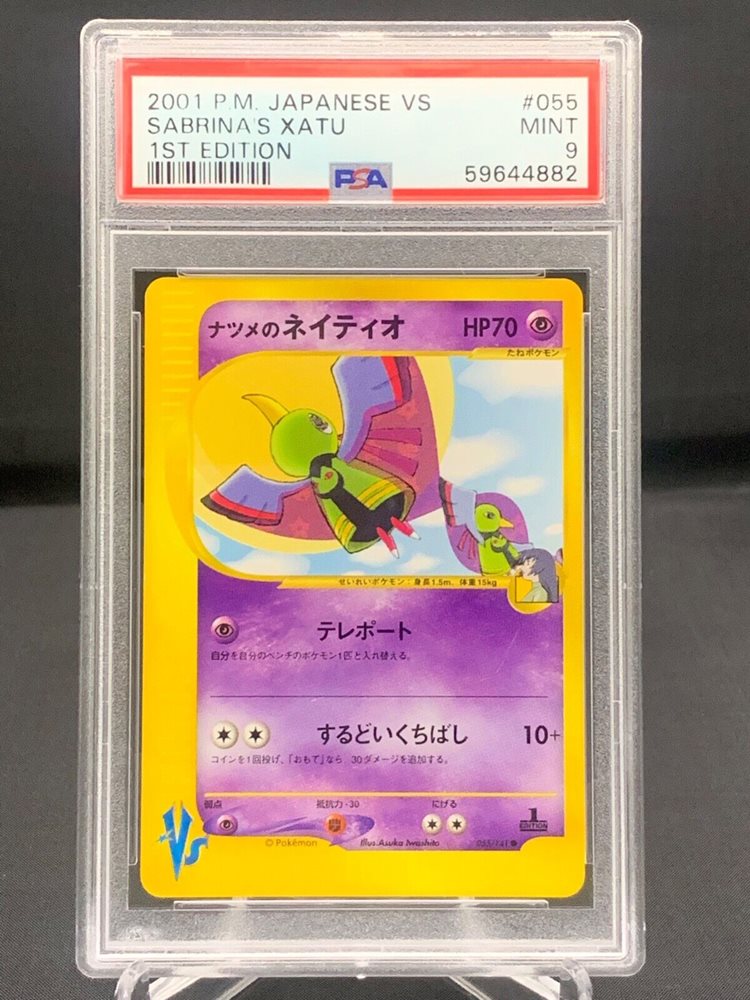 2001 P.M. JAPANESE VS #055
SABRINA'S XATU MINT
1ST EDITION 9
PSA 59644882
ナツメのネイティオ HP70
たねポケモン
せいれいポケモン：身長1.5m、体重15kg
テレポート
自分を自分のベンチのポケモン1匹と入れ替える。
するどいくちばし 10+
コインを1回投げ、「おもて」なら、30ダメージを追加する。
弱点 抵抗力-30 にげる
1
EDITION
Vs
© Pokémon Illus.Asuka Iwashito 055/141